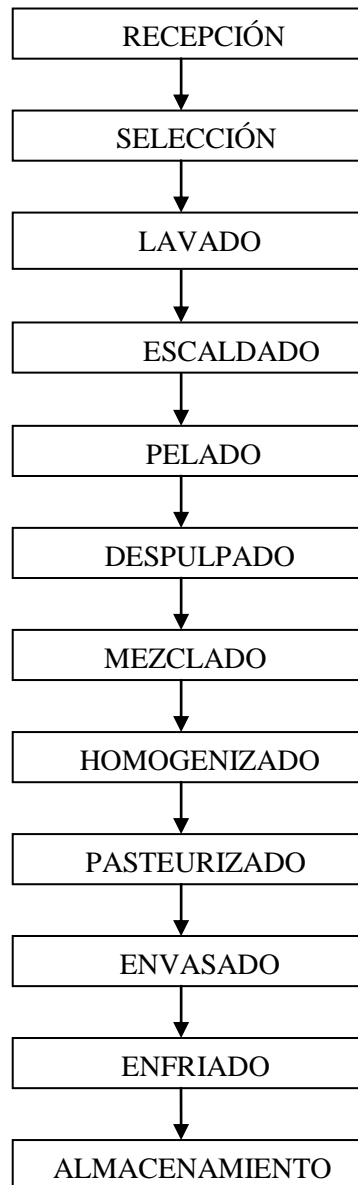 RECEPCIÓN
SELECCIÓN
LAVADO
ESCALDADO
PELADO
DESPULPADO
MEZCLADO
HOMOGENIZADO
PASTEURIZADO
ENVASADO
ENFRIADO
ALMACENAMIENTO